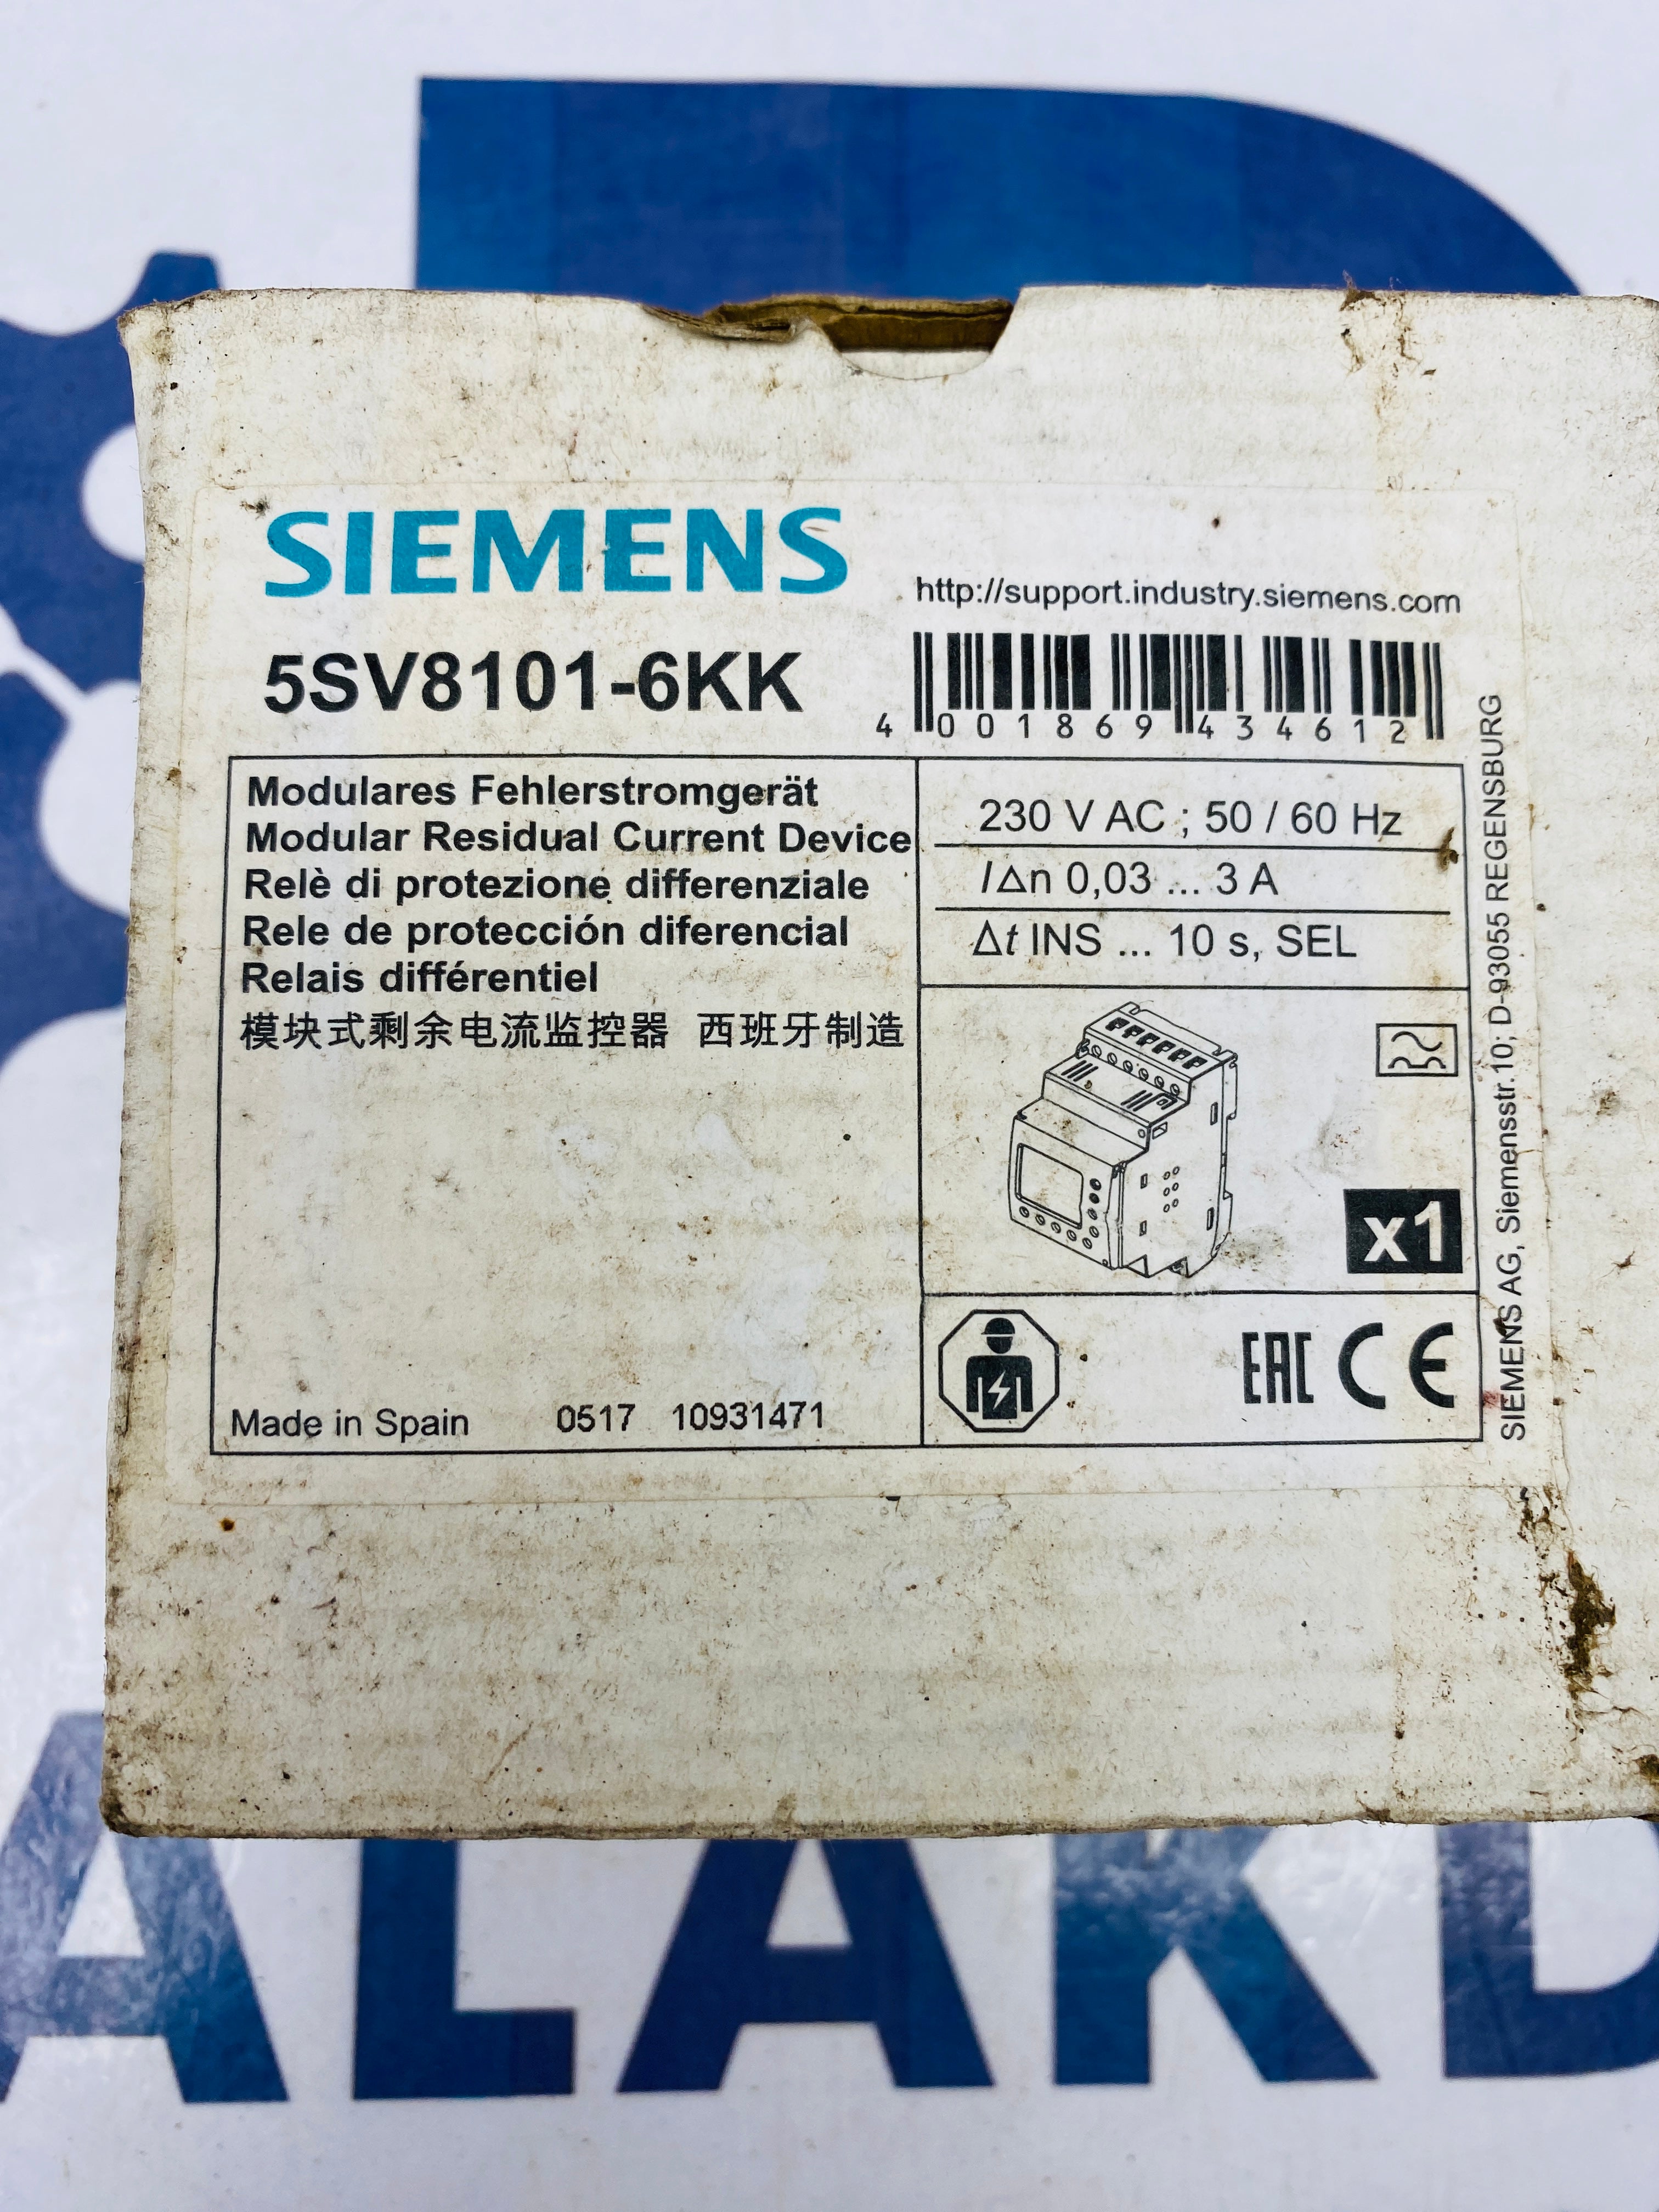 SIEMENS
http://support.industry.siemens.com
5SV8101-6KK
4 001869 434612
Modulares Fehlerstromgerät
Modular Residual Current Device
Relè di protezione differenziale
Rele de protección diferencial
Relais différentiel
模块式剩余电流监控器 西班牙制造
230 V AC ; 50 / 60 Hz
I∆n 0,03 ... 3 A
∆t INS ... 10 s, SEL
x1
Made in Spain 0517 10931471
EAC CE
SIEMENS AG, Siemensstr.10; D-93055 REGENSBURG
ALAKD